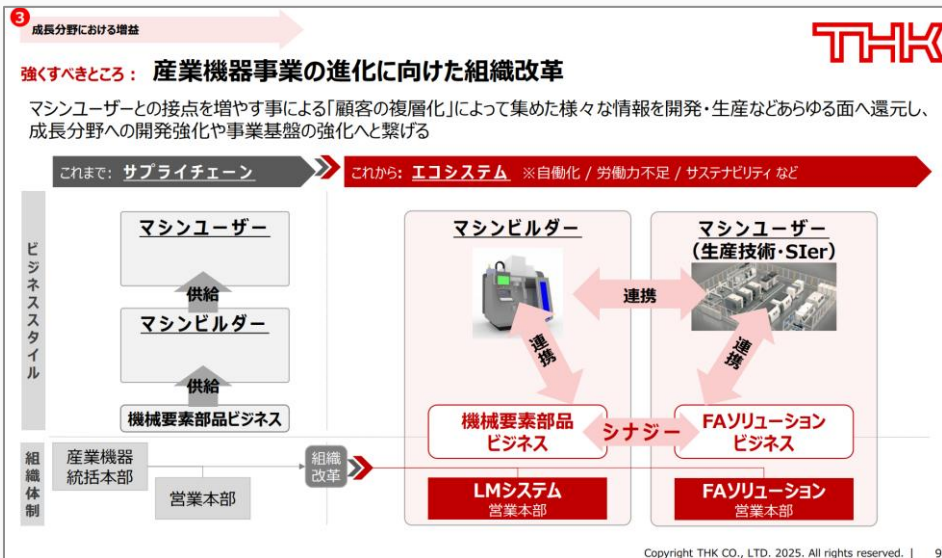 3
成長分野における増益
THK
強くすべきところ： 産業機器事業の進化に向けた組織改革
マシンユーザーとの接点を増やす事による｢顧客の複層化｣によって集めた様々な情報を開発・生産などあらゆる面へ還元し、
成長分野への開発強化や事業基盤の強化へと繋げる
これまで: サプライチェーン
これから: エコシステム ※自働化 / 労働力不足 / サステナビリティ など
ビジネススタイル
マシンユーザー
供給
マシンビルダー
供給
機械要素部品ビジネス
マシンビルダー
マシンユーザー
(生産技術・SIer)
連携
連携
連携
機械要素部品
ビジネス
シナジー
FAソリューション
ビジネス
組織体制
産業機器
統括本部
営業本部
組織
改革
LMシステム
営業本部
FAソリューション
営業本部
Copyright THK CO., LTD. 2025. All rights reserved. | 9